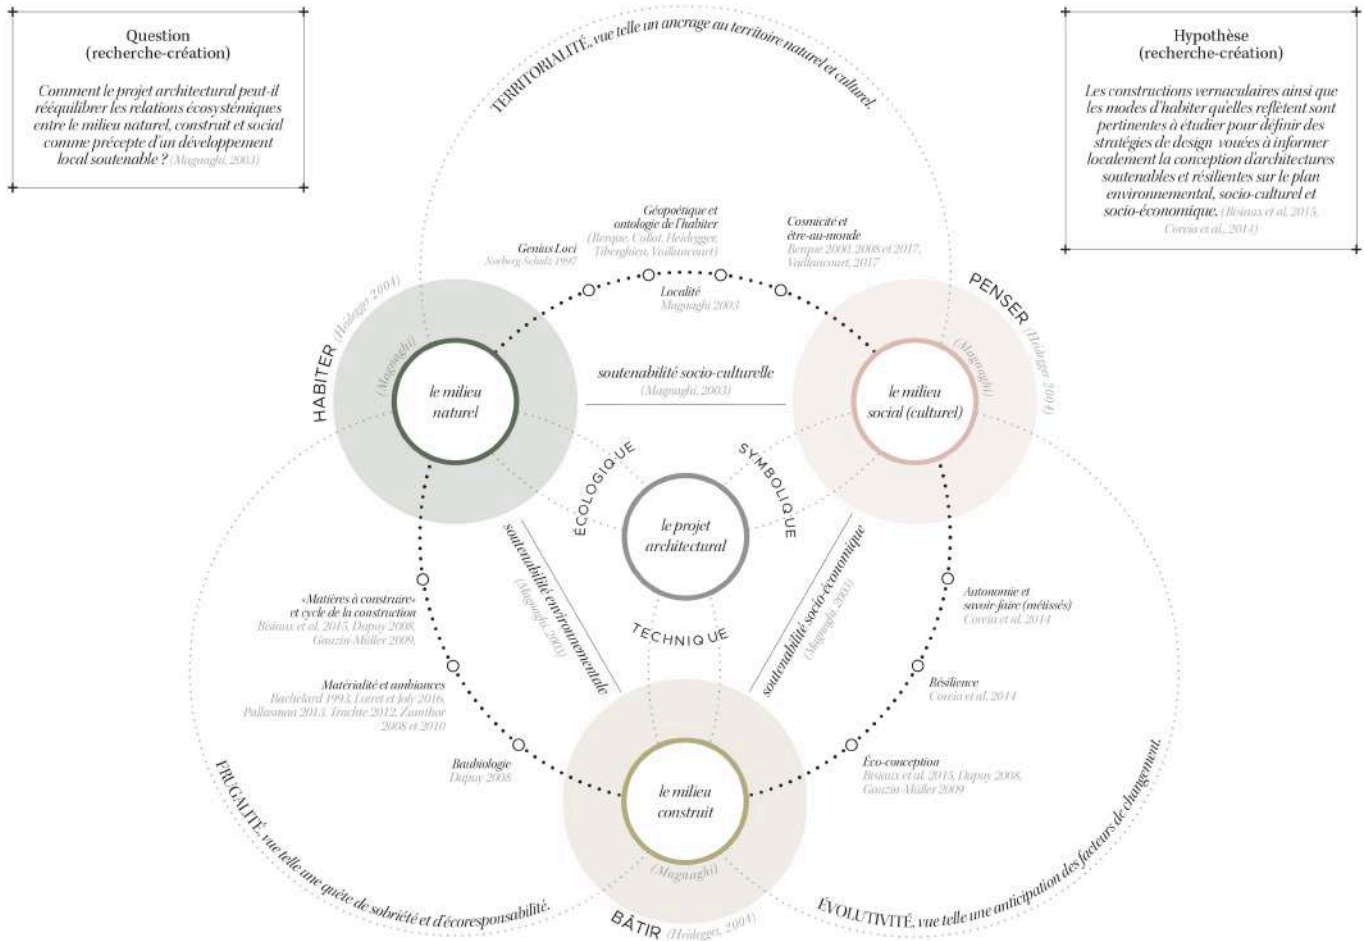 Question
(recherche-création)
Comment le projet architectural peut-il
rééquilibrer les relations écosystémiques
entre le milieu naturel, construit et social
comme précepte d'un développement
local soutenable ? (Magnaghi, 2003)
Hypothèse
(recherche-création)
Les constructions vernaculaires ainsi que
les modes d'habiter qu'elles reflètent sont
pertinentes à étudier pour définir des
stratégies de design vouées à informer
localement la conception d'architectures
soutenables et résilientes sur le plan
environnemental, socio-culturel et
socio-économique. (Bisiaux et al. 2015,
Correia et al., 2014)
TERRITORIALITÉ, vue telle un ancrage au territoire naturel et culturel.
Genius Loci
Norberg-Schulz 1997
Géopoétique et
ontologie de l'habiter
(Berque, Collot, Heidegger,
Tiberghien, Vaillancourt)
Localité
Magnaghi 2003
Cosmicité et
être-au-monde
Berque 2000, 2008 et 2017,
Vaillancourt, 2017
HABITER (Heidegger 2004)
(Magnaghi)
le milieu
naturel
soutenabilité socio-culturelle
(Magnaghi, 2003)
PENSER (Heidegger 2004)
(Magnaghi)
le milieu
social (culturel)
ÉCOLOGIQUE
SYMBOLIQUE
TECHNIQUE
le projet
architectural
soutenabilité environnementale
(Magnaghi, 2003)
soutenabilité socio-économique
(Magnaghi, 2003)
«Matières à construire»
et cycle de la construction
Bisiaux et al. 2015, Dupuy 2008,
Gauzin-Müller 2009,
Matérialité et ambiances
Bachelard 1993, Loiret et Joly 2016,
Pallasmaa 2013, Trachte 2012, Zumthor
2008 et 2010
Baubiologie
Dupuy 2008
Autonomie et
savoir-faire (métissés)
Correia et al. 2014
Résilience
Correia et al. 2014
Éco-conception
Bisiaux et al. 2015, Dupuy 2008,
Gauzin-Müller 2009
le milieu
construit
(Magnaghi)
BÂTIR (Heidegger, 2004)
FRUGALITÉ, vue telle une quête de sobriété et d'écoresponsabilité.
ÉVOLUTIVITÉ, vue telle une anticipation des facteurs de changement.